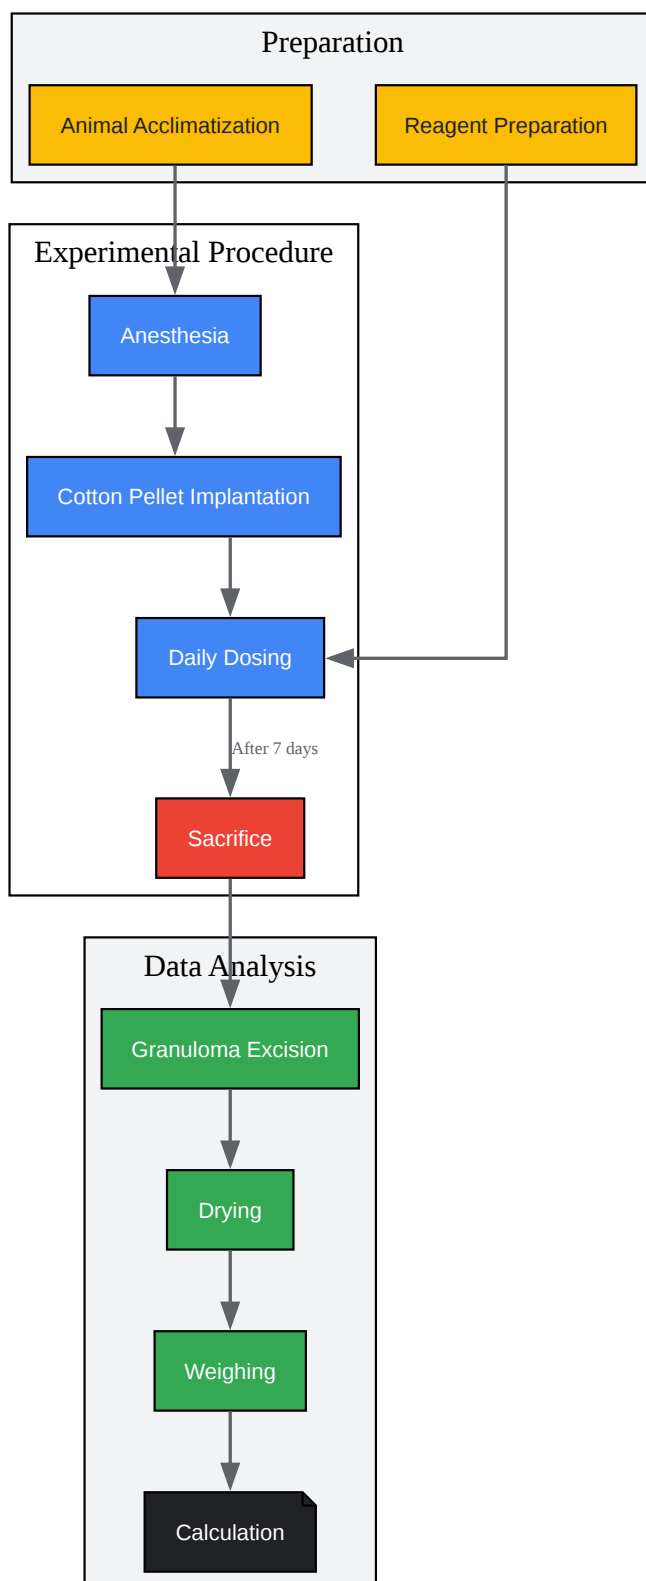 Preparation
Animal Acclimatization
Reagent Preparation
Experimental Procedure
Anesthesia
Cotton Pellet Implantation
Daily Dosing
After 7 days
Sacrifice
Data Analysis
Granuloma Excision
Drying
Weighing
Calculation